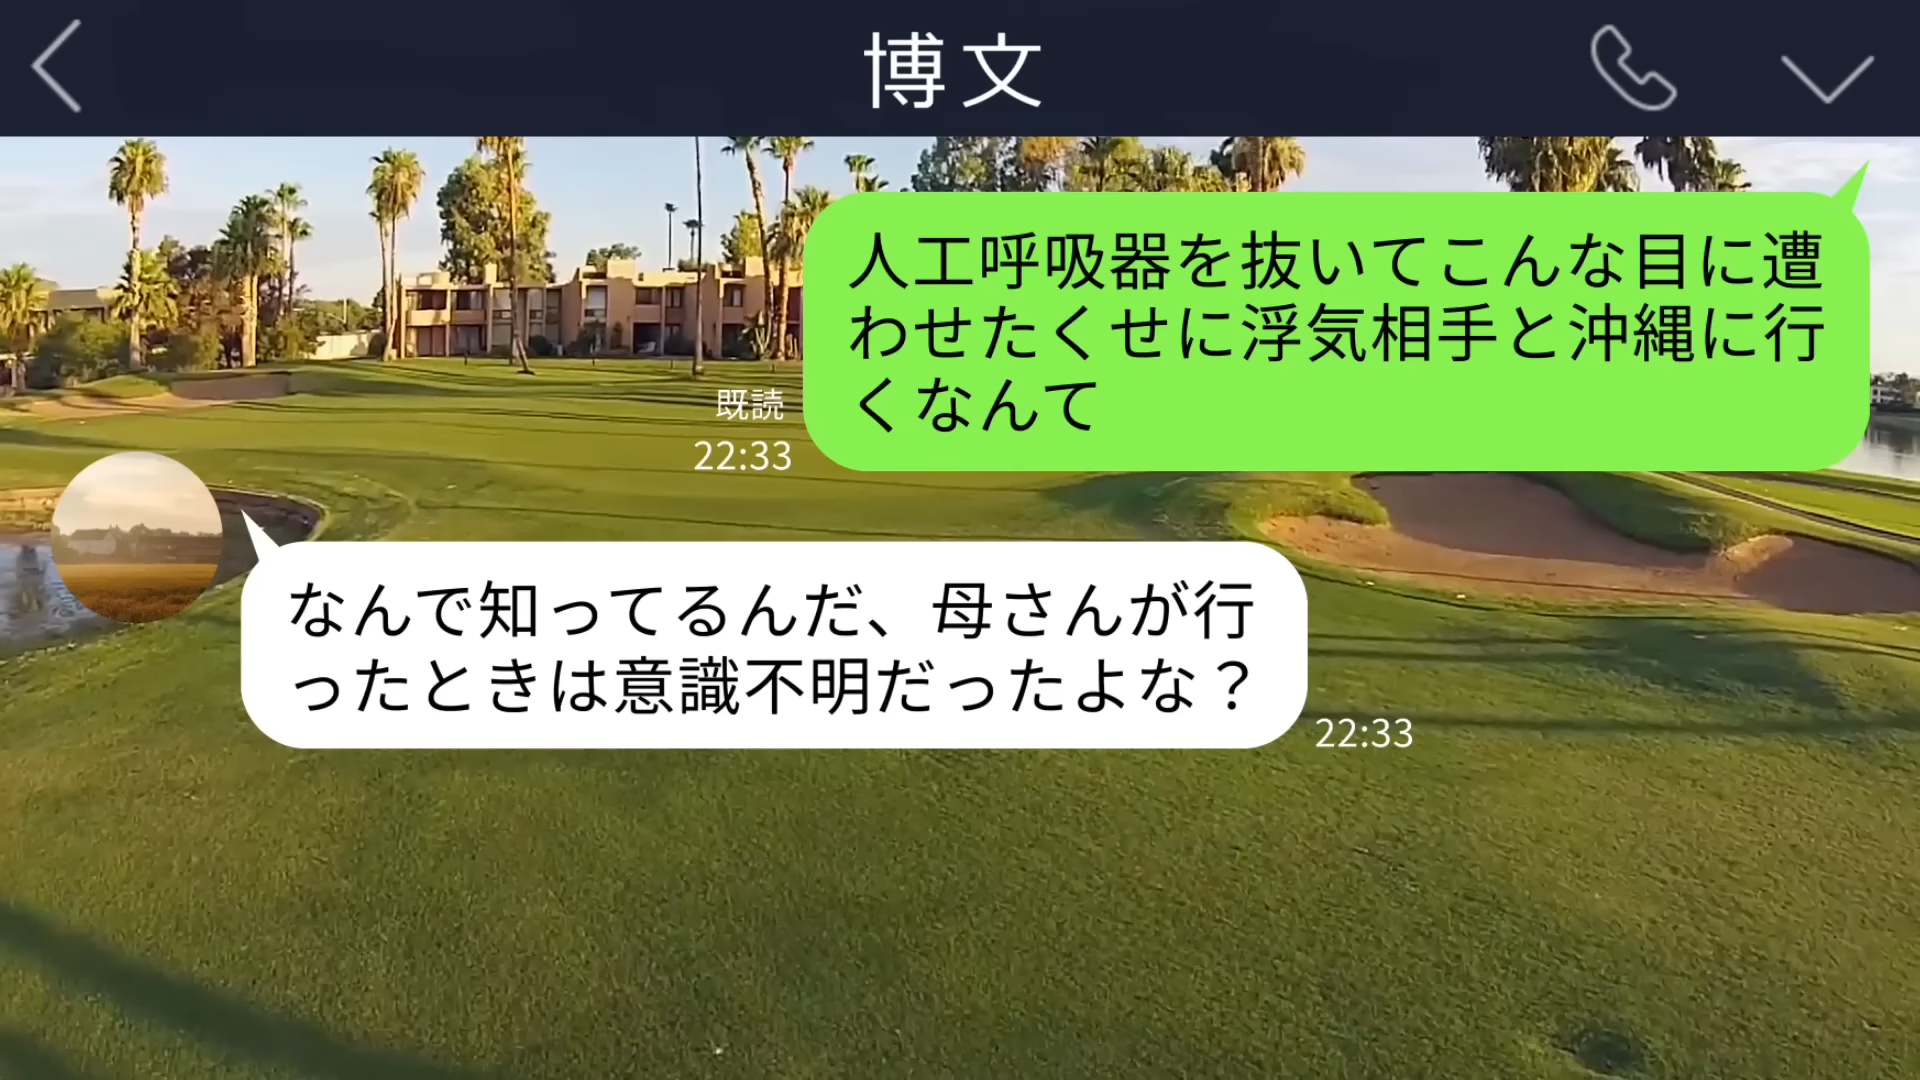 博文
人工呼吸器を抜いてこんな目に遭
わせたくせに浮気相手と沖縄に行
くなんて
既読
22:33
なんで知ってるんだ、母さんが行
ったときは意識不明だったよな？
22:33